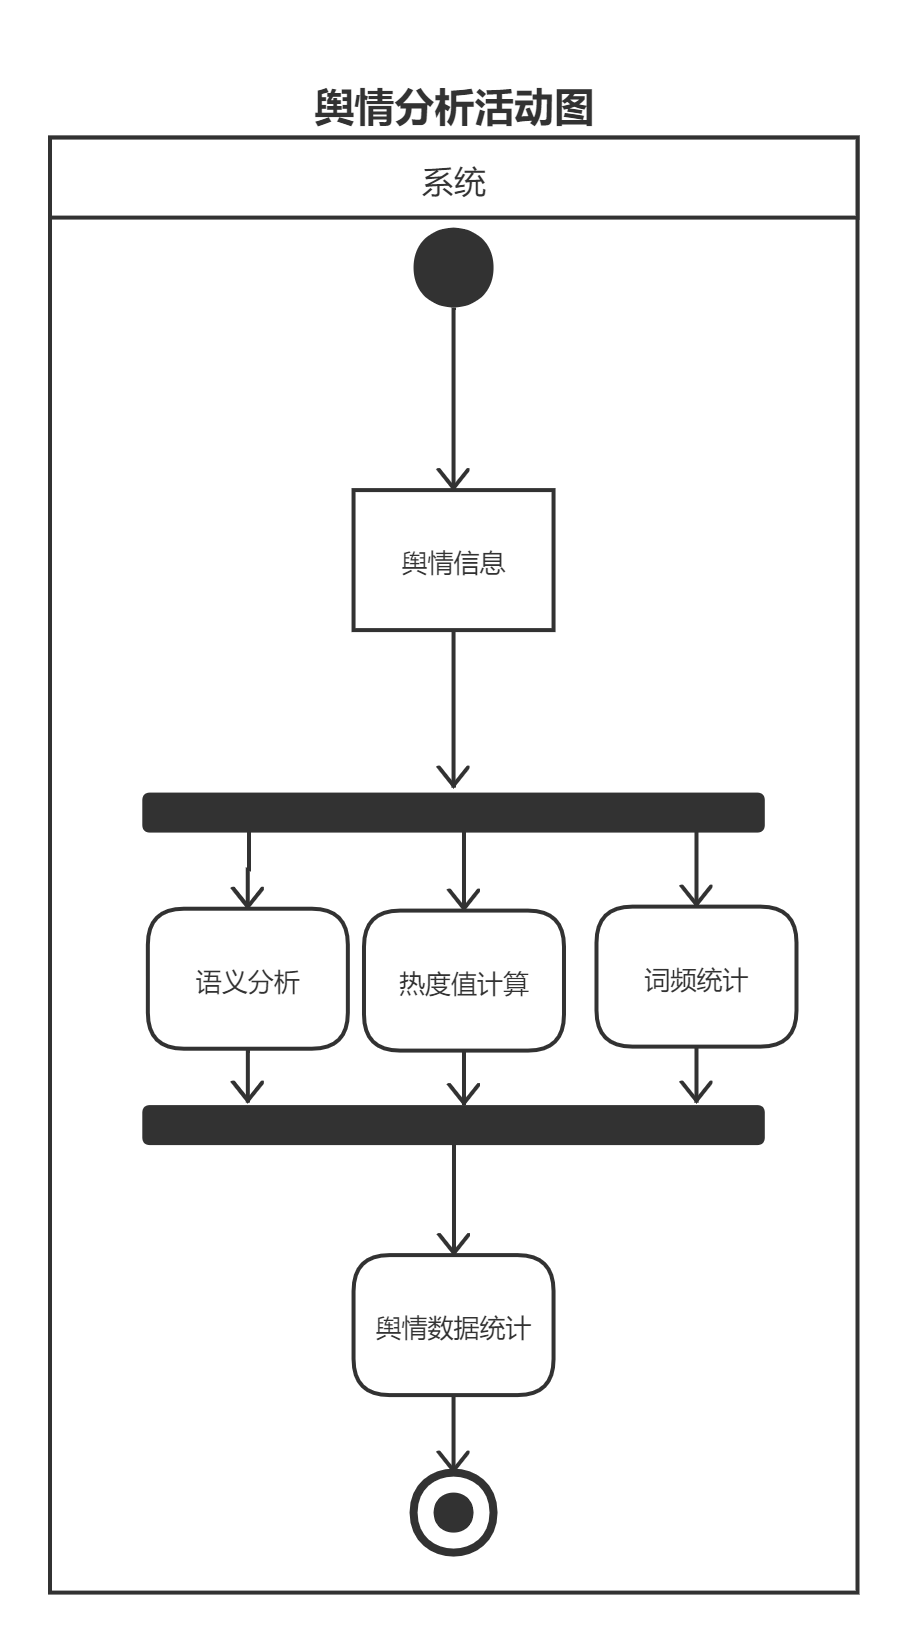 舆情分析活动图
系统
舆情信息
语义分析
热度值计算
词频统计
舆情数据统计